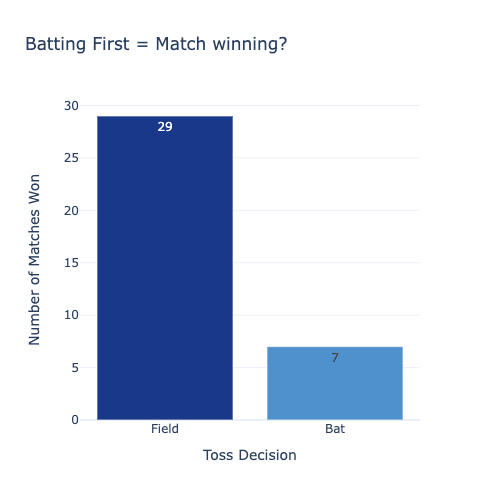 Batting First = Match winning?
Number of Matches Won
30
25
20
15
10
5
0
29
7
Field
Bat
Toss Decision